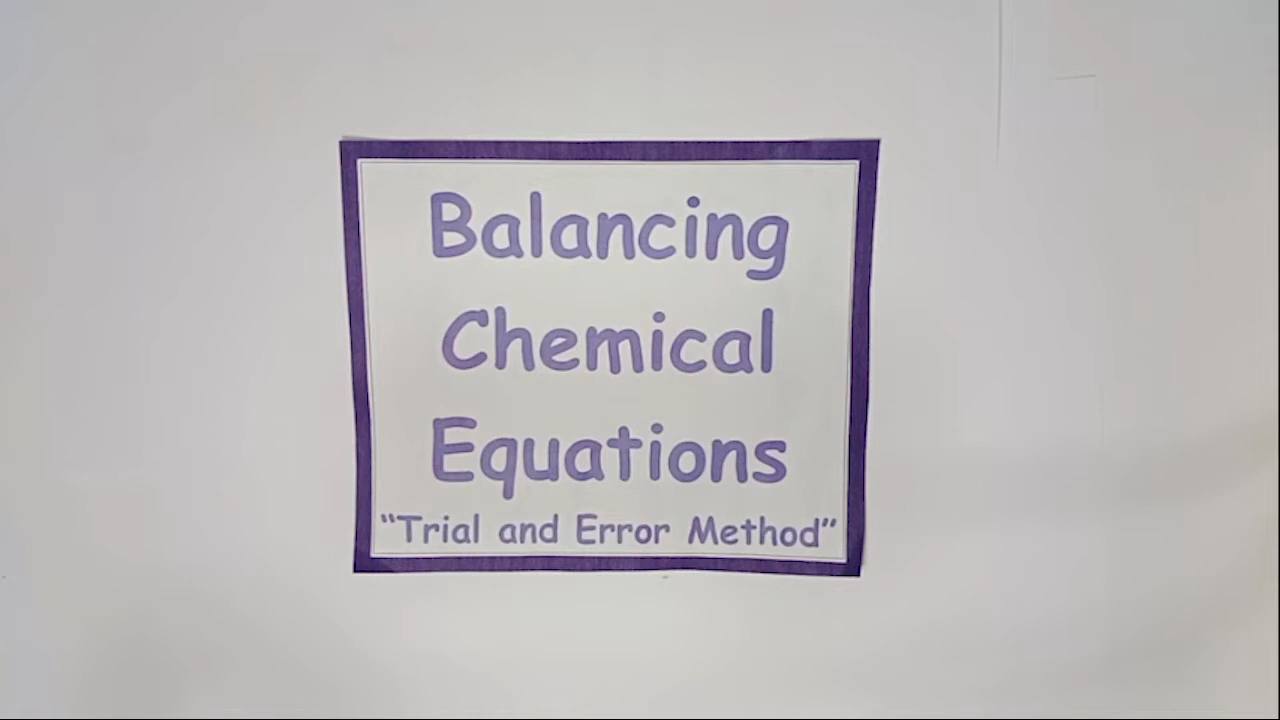 Balancing
Chemical
Equations
“Trial and Error Method”